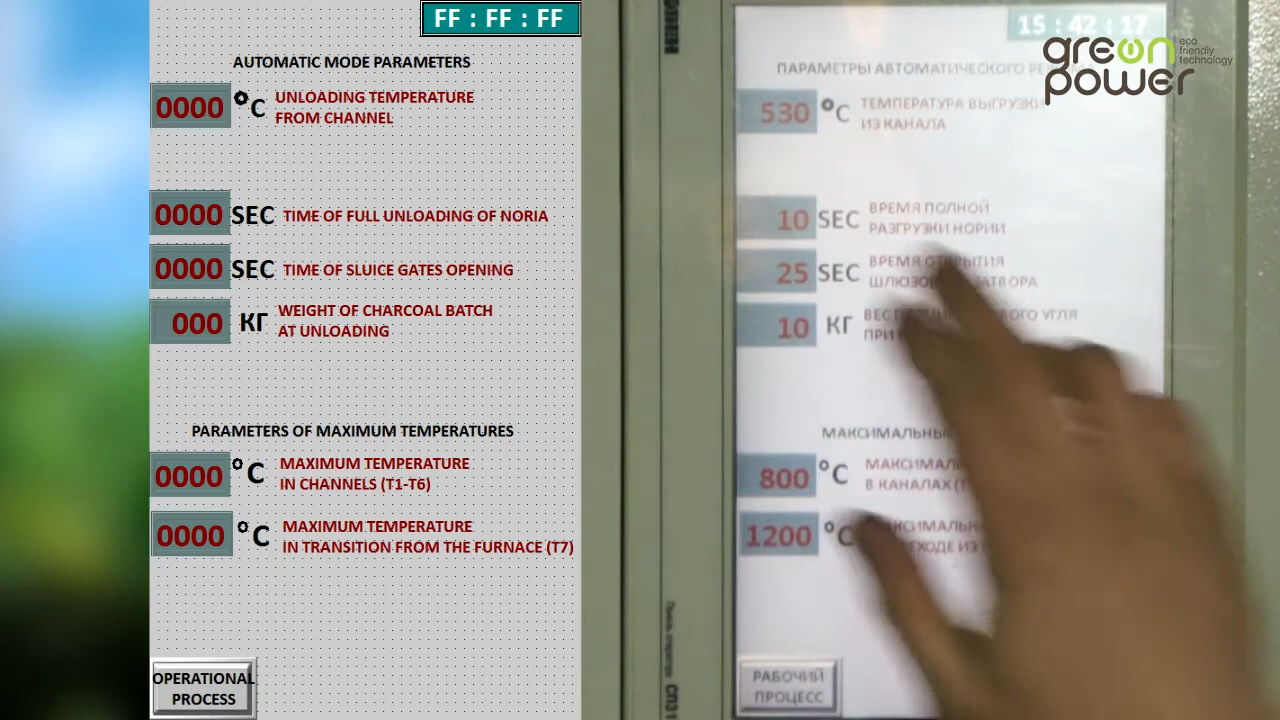 FF : FF : FF
AUTOMATIC MODE PARAMETERS
0000 °C UNLOADING TEMPERATURE
FROM CHANNEL
0000 SEC TIME OF FULL UNLOADING OF NORIA
0000 SEC TIME OF SLUICE GATES OPENING
000 КГ WEIGHT OF CHARCOAL BATCH
AT UNLOADING
PARAMETERS OF MAXIMUM TEMPERATURES
0000 °C MAXIMUM TEMPERATURE
IN CHANNELS (T1-T6)
0000 °C MAXIMUM TEMPERATURE
IN TRANSITION FROM THE FURNACE (T7)
OPERATIONAL
PROCESS
15 : 42 : 17
greon
power
eco
friendly
technology
ПАРАМЕТРЫ АВТОМАТИЧЕСКОГО
530 °C ТЕМПЕРАТУРА ВЫГРУЗКИ
ИЗ КАНАЛА
10 SEC ВРЕМЯ ПОЛНОЙ
РАЗГРУЗКИ НОРИИ
25 SEC ВРЕМЯ
10 КГ ВЕС УГЛЯ
800 °C
В КАНАЛАХ
1200 °C
РАБОЧИЙ
ПРОЦЕСС